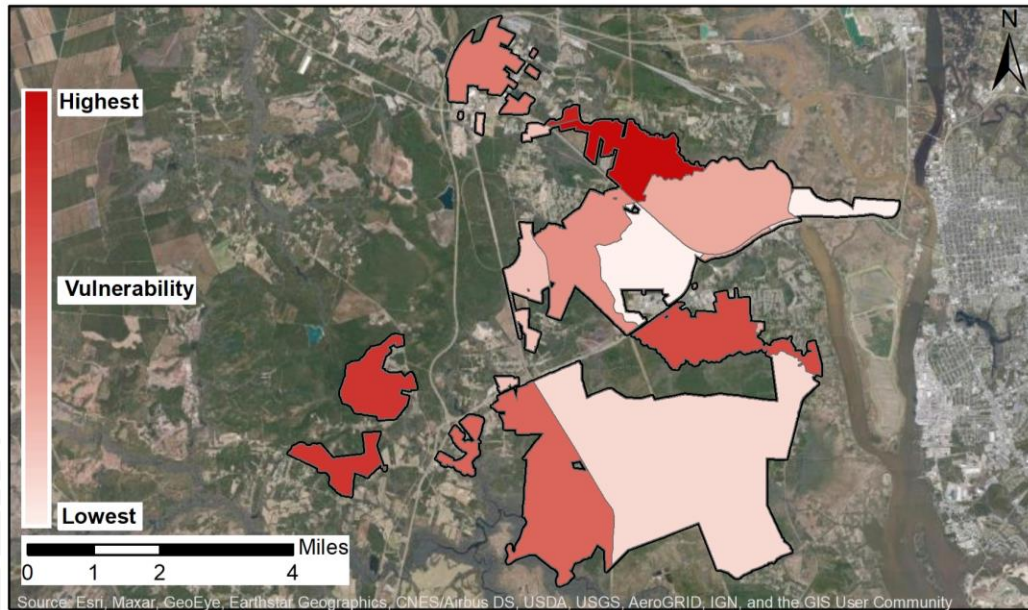 N
Highest
Vulnerability
Lowest
Miles
0 1 2 4
Source: Esri, Maxar, GeoEye, Earthstar Geographics, CNES/Airbus DS, USDA, USGS, AeroGRID, IGN, and the GIS User Community